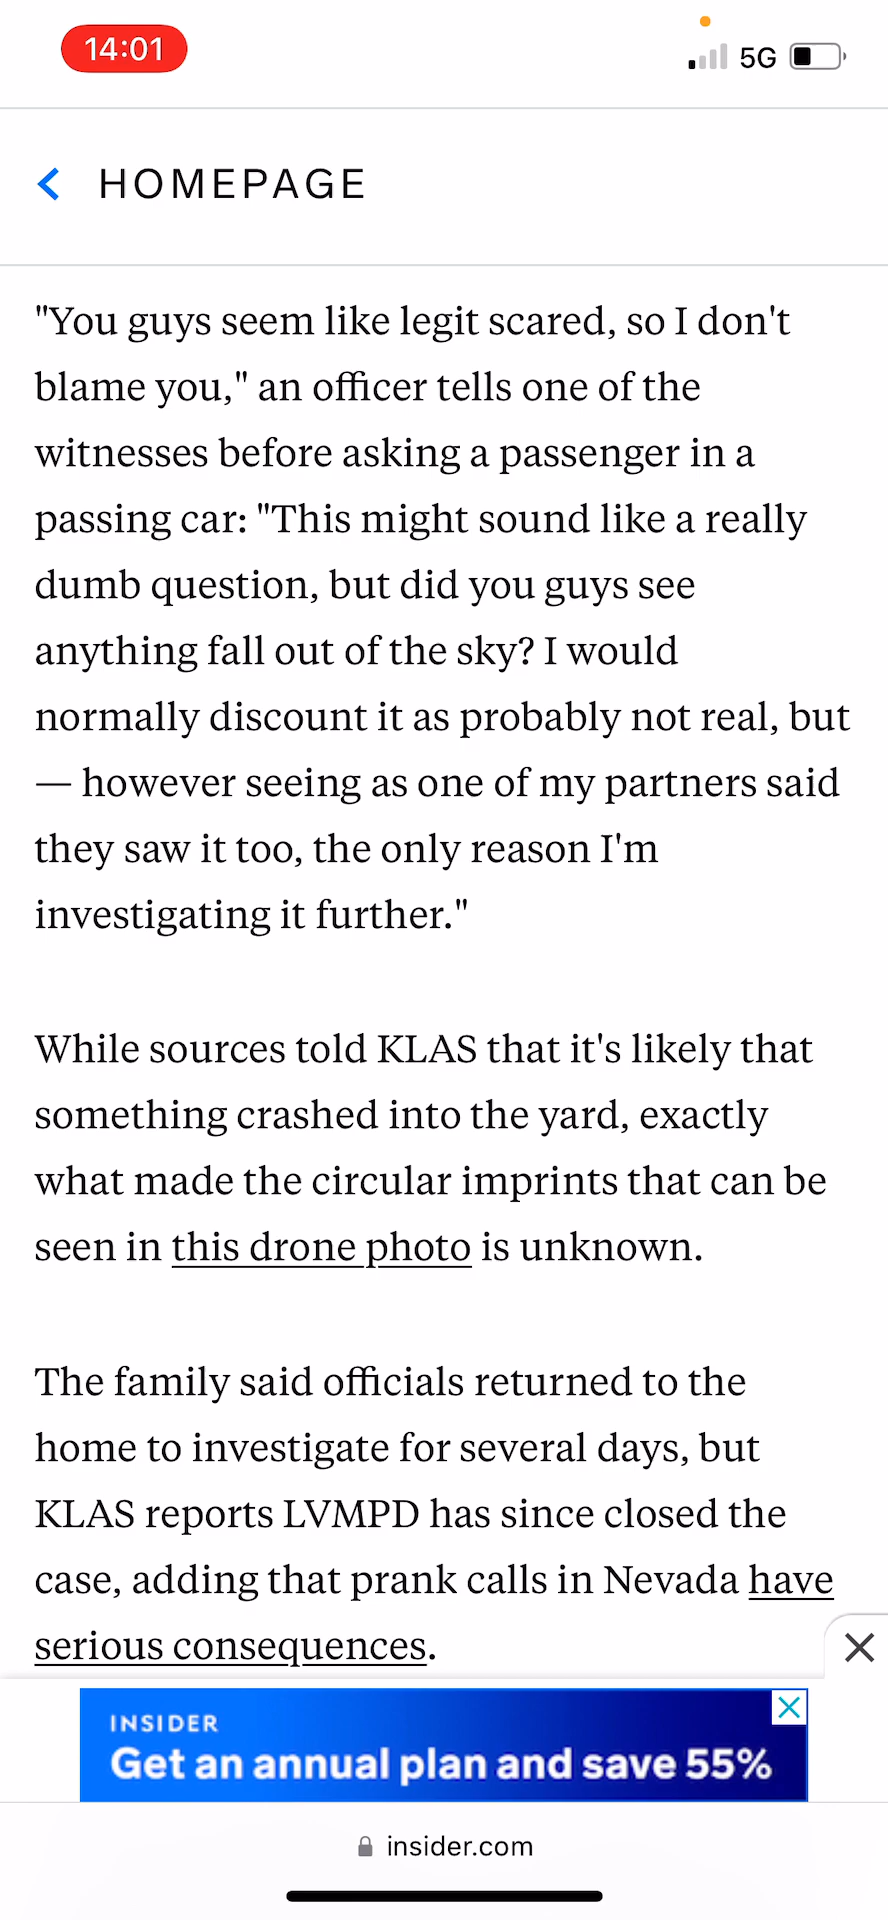 14:01
5G
HOMEPAGE
"You guys seem like legit scared, so I don't
blame you," an officer tells one of the
witnesses before asking a passenger in a
passing car: "This might sound like a really
dumb question, but did you guys see
anything fall out of the sky? I would
normally discount it as probably not real, but
— however seeing as one of my partners said
they saw it too, the only reason I'm
investigating it further."
While sources told KLAS that it's likely that
something crashed into the yard, exactly
what made the circular imprints that can be
seen in this drone photo is unknown.
The family said officials returned to the
home to investigate for several days, but
KLAS reports LVMPD has since closed the
case, adding that prank calls in Nevada have
serious consequences.
INSIDER
Get an annual plan and save 55%
insider.com